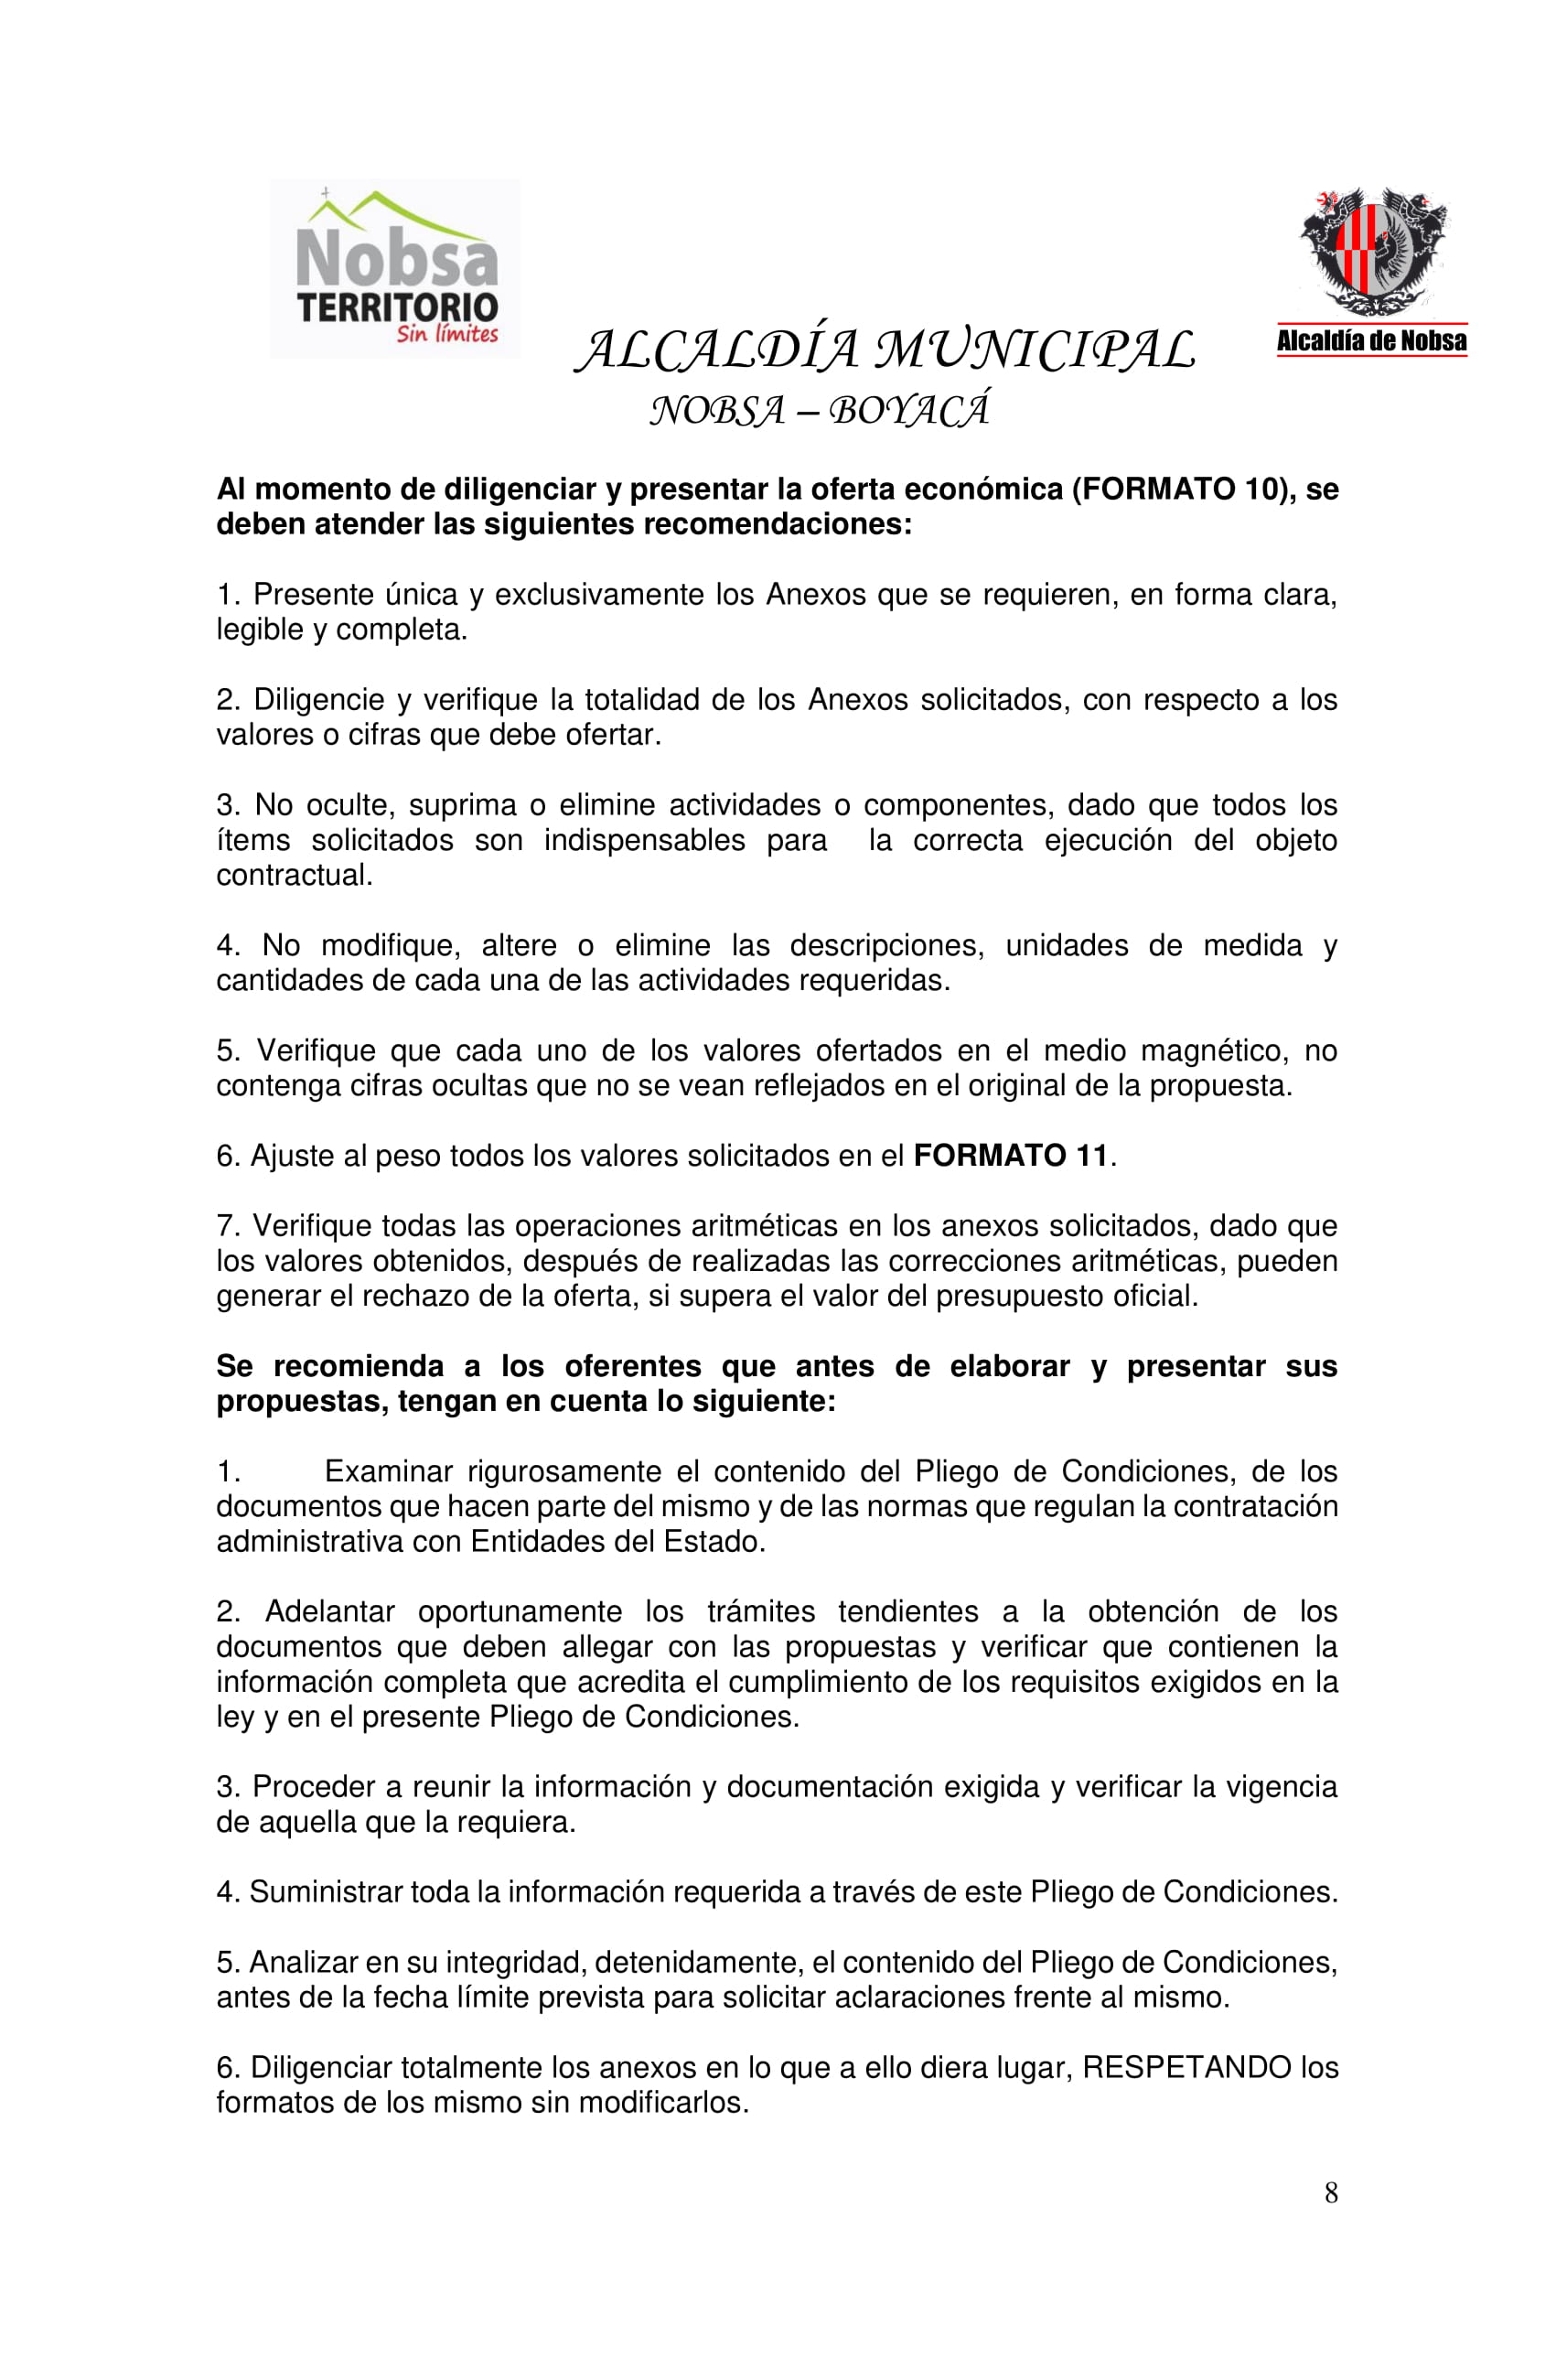 Nobsa
TERRITORIO
Sin límites
Alcaldía de Nobsa
ALCALDÍA MUNICIPAL
NOBSA – BOYACÁ
Al momento de diligenciar y presentar la oferta económica (FORMATO 10), se
deben atender las siguientes recomendaciones:
1. Presente única y exclusivamente los Anexos que se requieren, en forma clara,
legible y completa.
2. Diligencie y verifique la totalidad de los Anexos solicitados, con respecto a los
valores o cifras que debe ofertar.
3. No oculte, suprima o elimine actividades o componentes, dado que todos los
ítems solicitados son indispensables para la correcta ejecución del objeto
contractual.
4. No modifique, altere o elimine las descripciones, unidades de medida y
cantidades de cada una de las actividades requeridas.
5. Verifique que cada uno de los valores ofertados en el medio magnético, no
contenga cifras ocultas que no se vean reflejados en el original de la propuesta.
6. Ajuste al peso todos los valores solicitados en el FORMATO 11.
7. Verifique todas las operaciones aritméticas en los anexos solicitados, dado que
los valores obtenidos, después de realizadas las correcciones aritméticas, pueden
generar el rechazo de la oferta, si supera el valor del presupuesto oficial.
Se recomienda a los oferentes que antes de elaborar y presentar sus
propuestas, tengan en cuenta lo siguiente:
1. Examinar rigurosamente el contenido del Pliego de Condiciones, de los
documentos que hacen parte del mismo y de las normas que regulan la contratación
administrativa con Entidades del Estado.
2. Adelantar oportunamente los trámites tendientes a la obtención de los
documentos que deben allegar con las propuestas y verificar que contienen la
información completa que acredita el cumplimiento de los requisitos exigidos en la
ley y en el presente Pliego de Condiciones.
3. Proceder a reunir la información y documentación exigida y verificar la vigencia
de aquella que la requiera.
4. Suministrar toda la información requerida a través de este Pliego de Condiciones.
5. Analizar en su integridad, detenidamente, el contenido del Pliego de Condiciones,
antes de la fecha límite prevista para solicitar aclaraciones frente al mismo.
6. Diligenciar totalmente los anexos en lo que a ello diera lugar, RESPETANDO los
formatos de los mismo sin modificarlos.
8